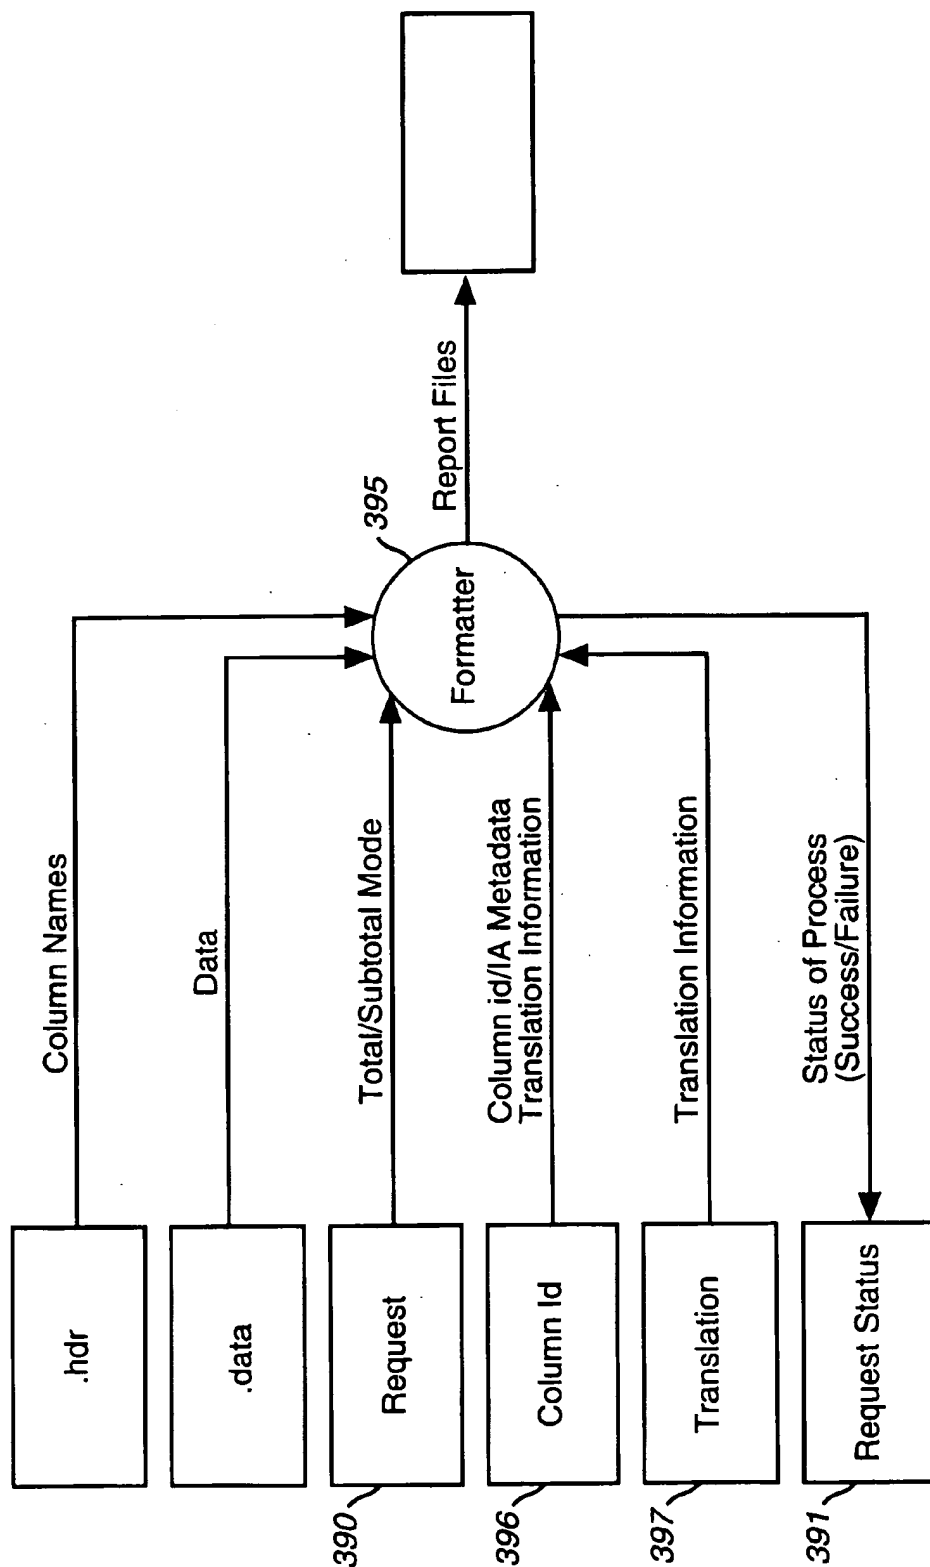 .hdr
Column Names
.data
Data
390
Request
Total/Subtotal Mode
396
Column Id
Column id/IA Metadata
Translation Information
397
Translation
Translation Information
391
Request Status
Status of Process
(Success/Failure)
Formatter
395
Report Files